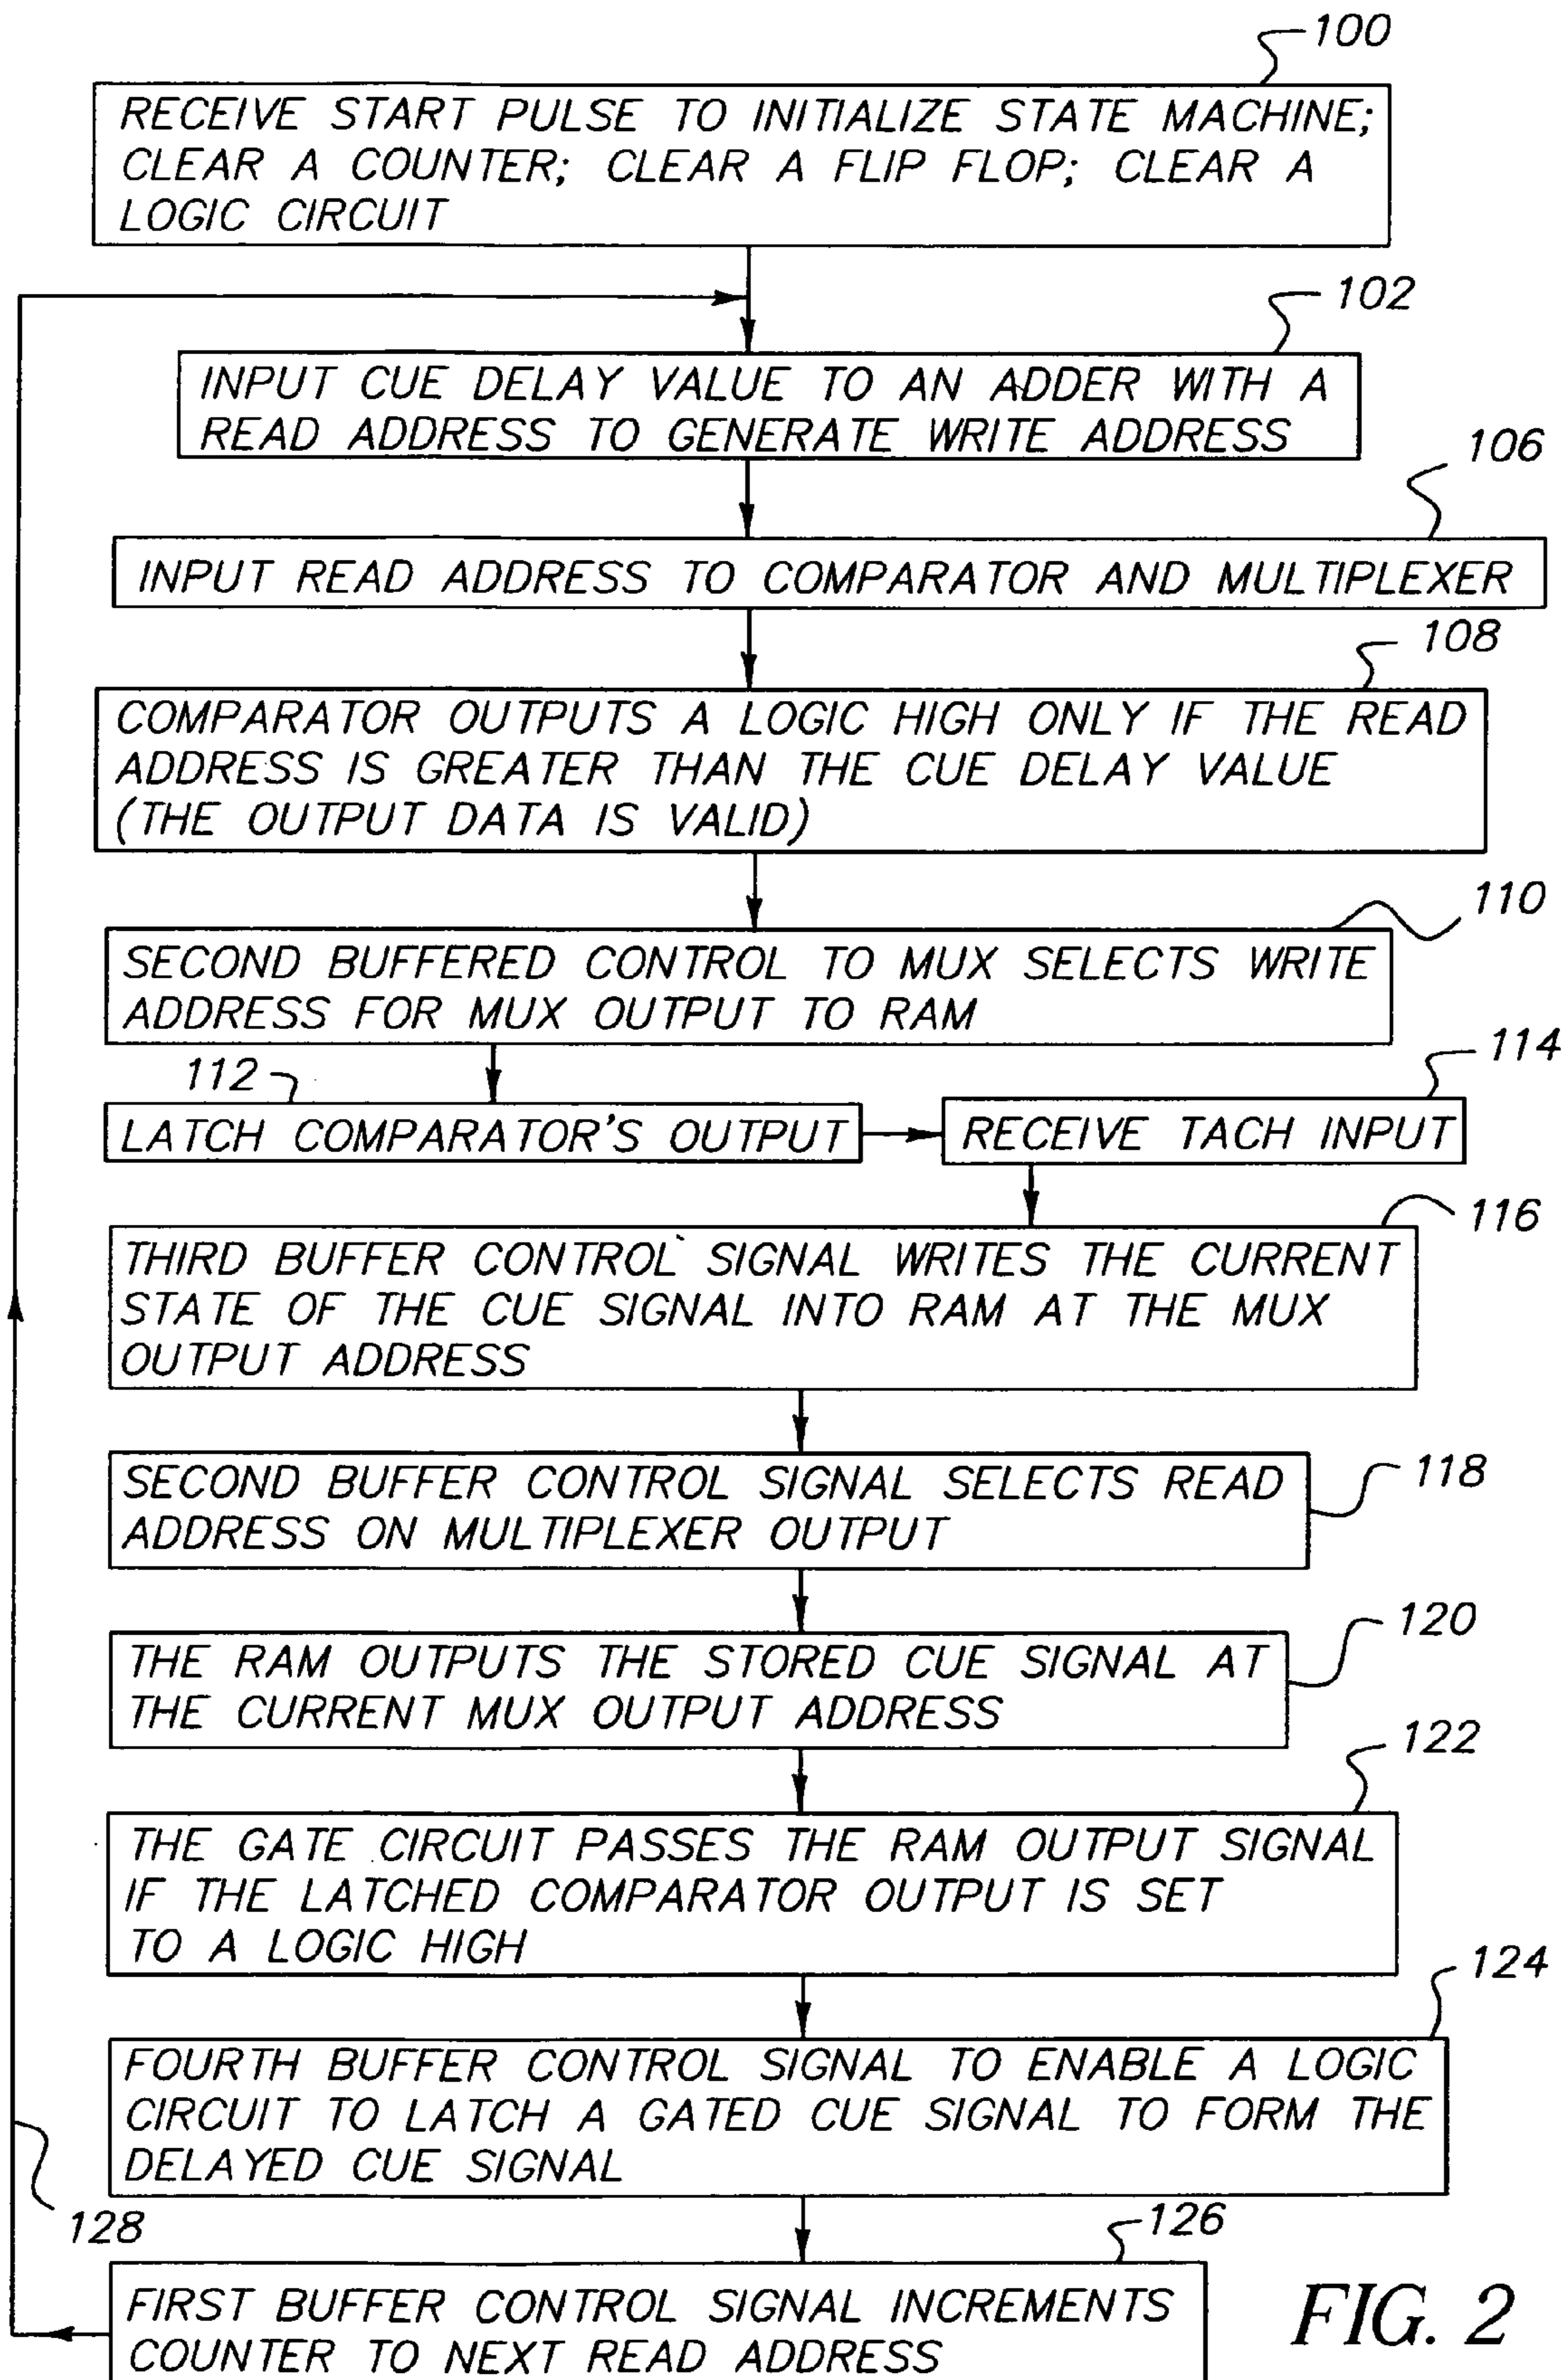 100
RECEIVE START PULSE TO INITIALIZE STATE MACHINE;
CLEAR A COUNTER; CLEAR A FLIP FLOP; CLEAR A
LOGIC CIRCUIT
102
INPUT CUE DELAY VALUE TO AN ADDER WITH A
READ ADDRESS TO GENERATE WRITE ADDRESS
106
INPUT READ ADDRESS TO COMPARATOR AND MULTIPLEXER
108
COMPARATOR OUTPUTS A LOGIC HIGH ONLY IF THE READ
ADDRESS IS GREATER THAN THE CUE DELAY VALUE
(THE OUTPUT DATA IS VALID)
110
SECOND BUFFERED CONTROL TO MUX SELECTS WRITE
ADDRESS FOR MUX OUTPUT TO RAM
112
LATCH COMPARATOR'S OUTPUT
114
RECEIVE TACH INPUT
116
THIRD BUFFER CONTROL SIGNAL WRITES THE CURRENT
STATE OF THE CUE SIGNAL INTO RAM AT THE MUX
OUTPUT ADDRESS
118
SECOND BUFFER CONTROL SIGNAL SELECTS READ
ADDRESS ON MULTIPLEXER OUTPUT
120
THE RAM OUTPUTS THE STORED CUE SIGNAL AT
THE CURRENT MUX OUTPUT ADDRESS
122
THE GATE CIRCUIT PASSES THE RAM OUTPUT SIGNAL
IF THE LATCHED COMPARATOR OUTPUT IS SET
TO A LOGIC HIGH
124
FOURTH BUFFER CONTROL SIGNAL TO ENABLE A LOGIC
CIRCUIT TO LATCH A GATED CUE SIGNAL TO FORM THE
DELAYED CUE SIGNAL
128
126
FIRST BUFFER CONTROL SIGNAL INCREMENTS
COUNTER TO NEXT READ ADDRESS
FIG. 2